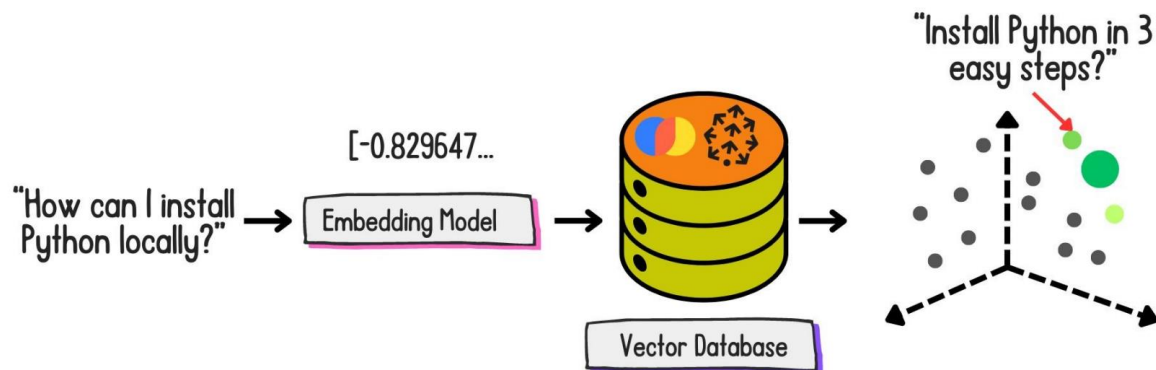 "How can I install
Python locally?"
[-0.829647...
Embedding Model
Vector Database
"Install Python in 3
easy steps?"